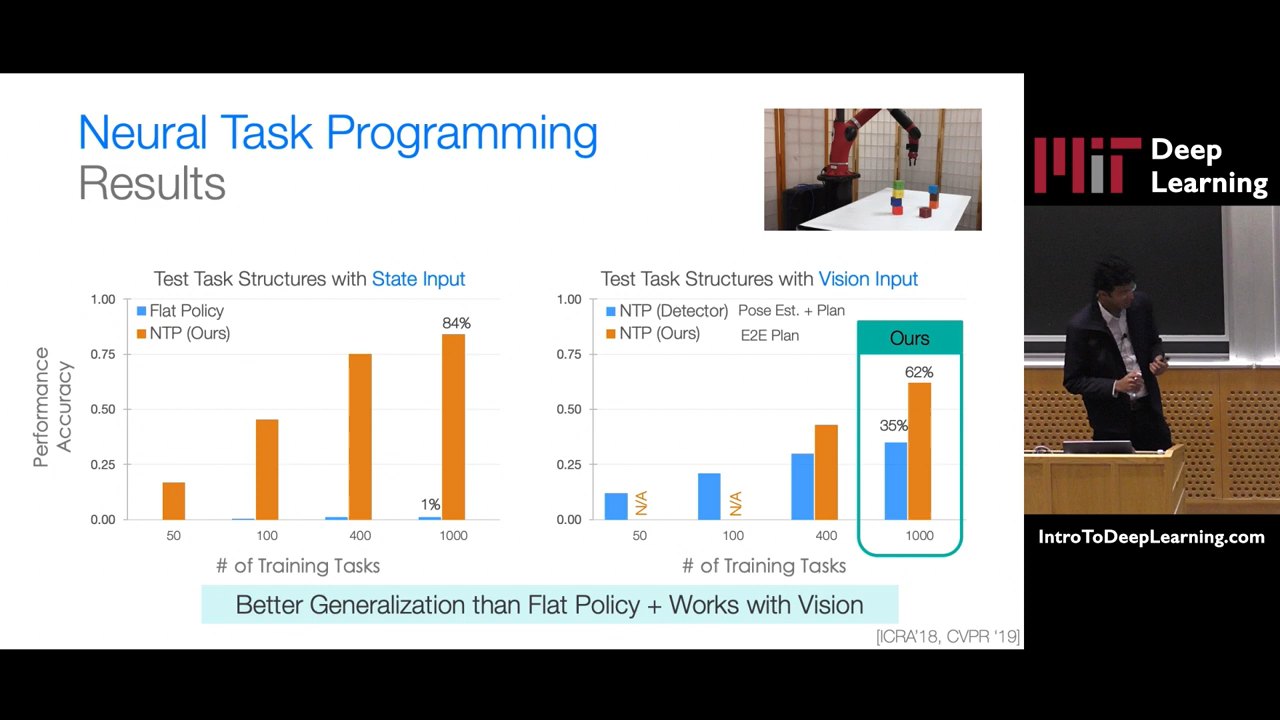 Neural Task Programming
Results
Test Task Structures with State Input
Performance
Accuracy
1.00
0.75
0.50
0.25
0.00
Flat Policy
NTP (Ours)
84%
1%
50
100
400
1000
# of Training Tasks
Test Task Structures with Vision Input
1.00
0.75
0.50
0.25
0.00
NTP (Detector) Pose Est. + Plan
NTP (Ours) E2E Plan
Ours
62%
35%
N/A
N/A
50
100
400
1000
# of Training Tasks
Better Generalization than Flat Policy + Works with Vision
[ICRA'18, CVPR '19]
MIT
Deep
Learning
IntroToDeepLearning.com